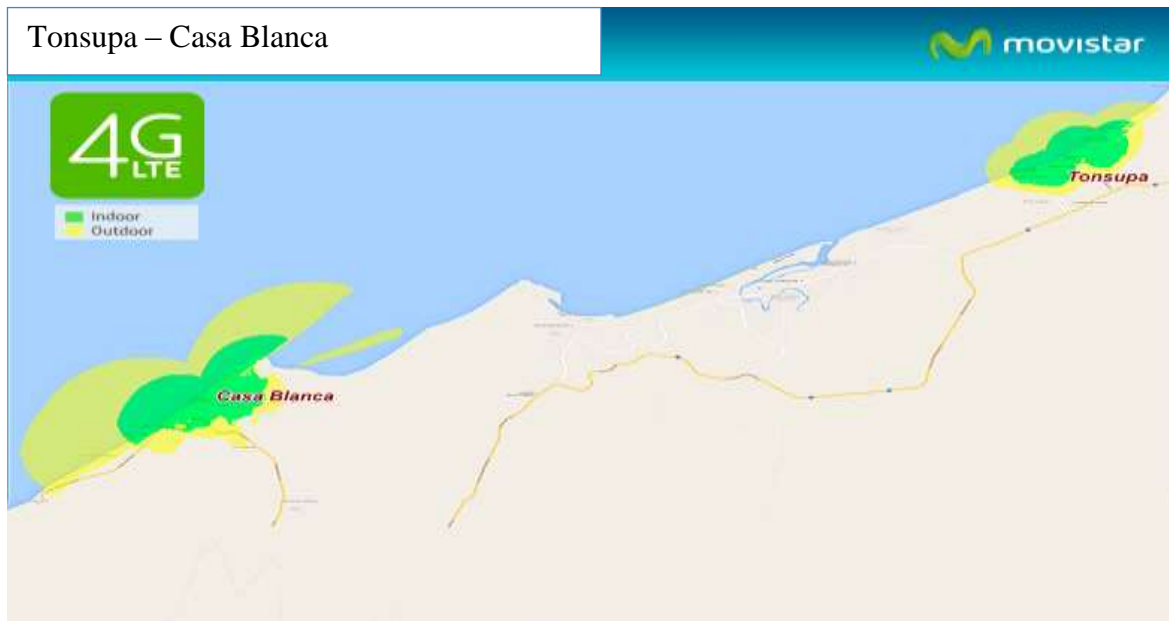 Tonsupa – Casa Blanca
movistar
4G
LTE
Indoor
Outdoor
Tonsupa
Casa Blanca